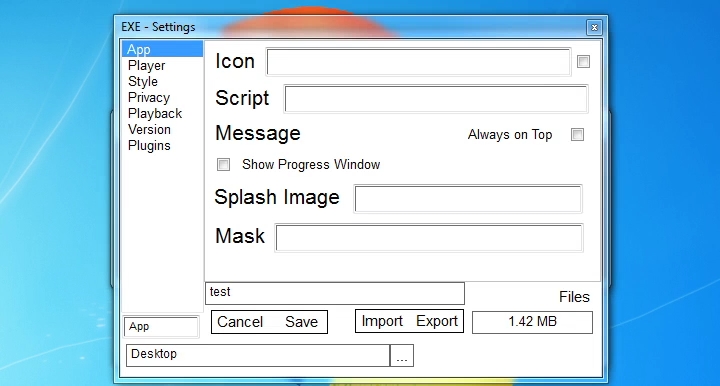 EXE - Settings
App
Player
Style
Privacy
Playback
Version
Plugins
Icon
Script
Message
Always on Top
Show Progress Window
Splash Image
Mask
test
Files
App
Cancel Save
Import Export
1.42 MB
Desktop
...